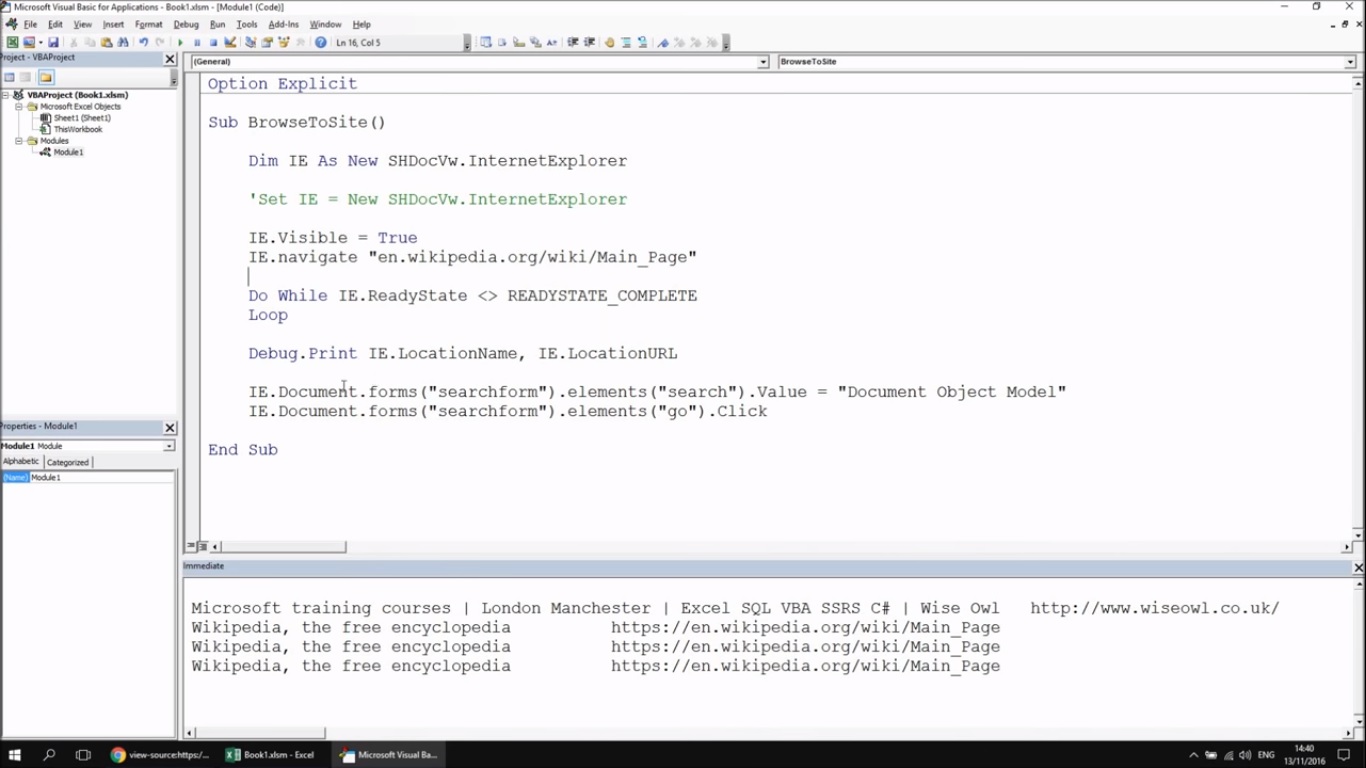 Microsoft Visual Basic for Applications - Book1.xlsm - [Module1 (Code)]
File Edit View Insert Format Debug Run Tools Add-Ins Window Help
Ln 16, Col 5
Project - VBAProject
(General) BrowseToSite
VBAProject (Book1.xlsm)
Microsoft Excel Objects
Sheet1 (Sheet1)
ThisWorkbook
Modules
Module1
Option Explicit
Sub BrowseToSite()
Dim IE As New SHDocVw.InternetExplorer
'Set IE = New SHDocVw.InternetExplorer
IE.Visible = True
IE.navigate "en.wikipedia.org/wiki/Main_Page"
Do While IE.ReadyState <> READYSTATE_COMPLETE
Loop
Debug.Print IE.LocationName, IE.LocationURL
IE.Document.forms("searchform").elements("search").Value = "Document Object Model"
IE.Document.forms("searchform").elements("go").Click
End Sub
Properties - Module1
Module1 Module
Alphabetic Categorized
(Name) Module1
Immediate
Microsoft training courses | London Manchester | Excel SQL VBA SSRS C# | Wise Owl http://www.wiseowl.co.uk/
Wikipedia, the free encyclopedia https://en.wikipedia.org/wiki/Main_Page
Wikipedia, the free encyclopedia https://en.wikipedia.org/wiki/Main_Page
Wikipedia, the free encyclopedia https://en.wikipedia.org/wiki/Main_Page
view-source:https:/... Book1.xlsm - Excel Microsoft Visual Ba... ENG 14:40
13/11/2016